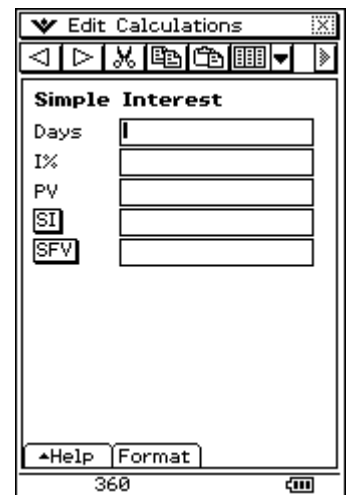 Edit Calculations
Simple Interest
Days
I%
PV
SI
SFV
Help Format
360